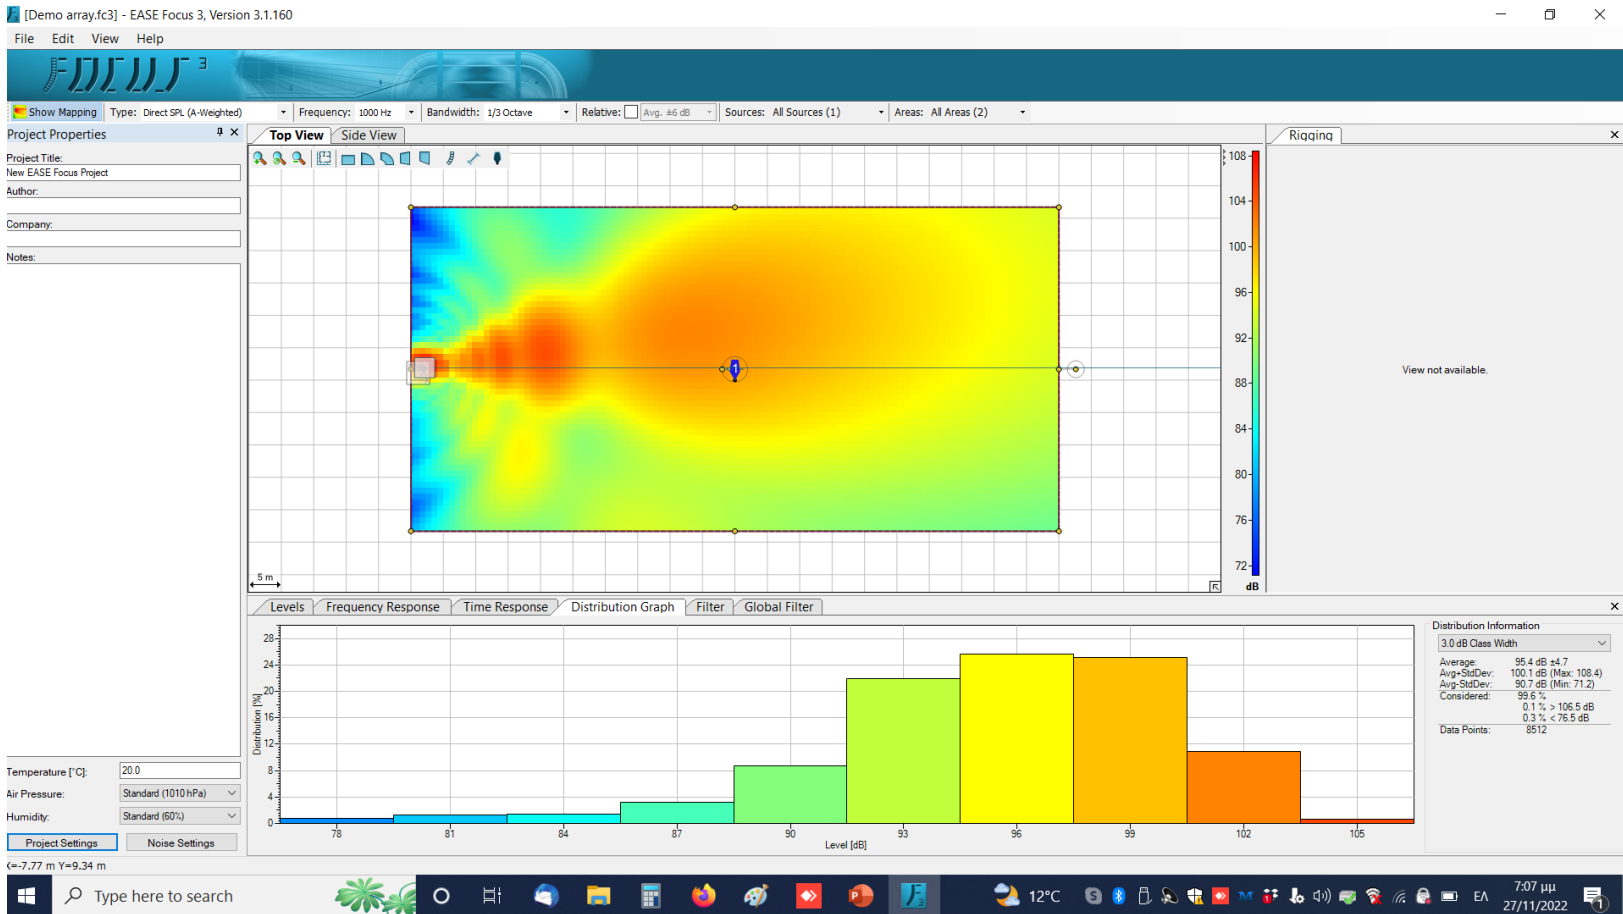 [Demo array.fc3] - EASE Focus 3, Version 3.1.160
File Edit View Help
FOCUS 3
Show Mapping Type: Direct SPL (A-Weighted) Frequency: 1000 Hz Bandwidth: 1/3 Octave Relative: Avg. ±6 dB Sources: All Sources (1) Areas: All Areas (2)
Project Properties
Project Title:
New EASE Focus Project
Author:
Company:
Notes:
Temperature [°C]: 20.0
Air Pressure: Standard (1010 hPa)
Humidity: Standard (60%)
Project Settings Noise Settings
X=-7.77 m Y=9.34 m
Top View Side View
1
5 m
108
104
100
96
92
88
84
80
76
72
dB
Rigging
View not available.
Levels Frequency Response Time Response Distribution Graph Filter Global Filter
Distribution [%]
28
24
20
16
12
8
4
0
78 81 84 87 90 93 96 99 102 105
Level [dB]
Distribution Information
3.0 dB Class Width
Average: 95.4 dB ±4.7
Avg+StdDev: 100.1 dB (Max: 108.4)
Avg-StdDev: 90.7 dB (Min: 71.2)
Considered: 99.6 %
0.1 % > 106.5 dB
0.3 % < 76.5 dB
Data Points: 8512
Type here to search
12°C
ΕΛ
7:07 μμ
27/11/2022
1